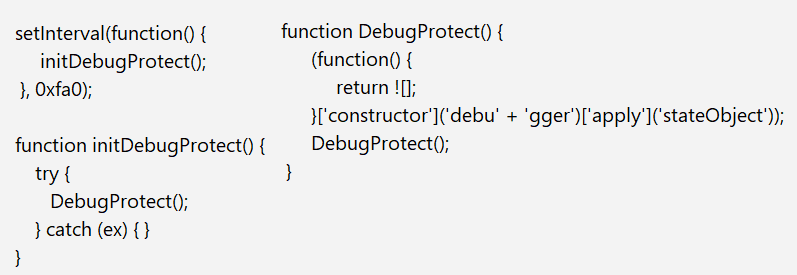 setInterval(function() {
initDebugProtect();
}, 0xfa0);
function initDebugProtect() {
try {
DebugProtect();
} catch (ex) { }
}
function DebugProtect() {
(function() {
return ![];
}['constructor']('debu' + 'gger')['apply']('stateObject'));
DebugProtect();
}